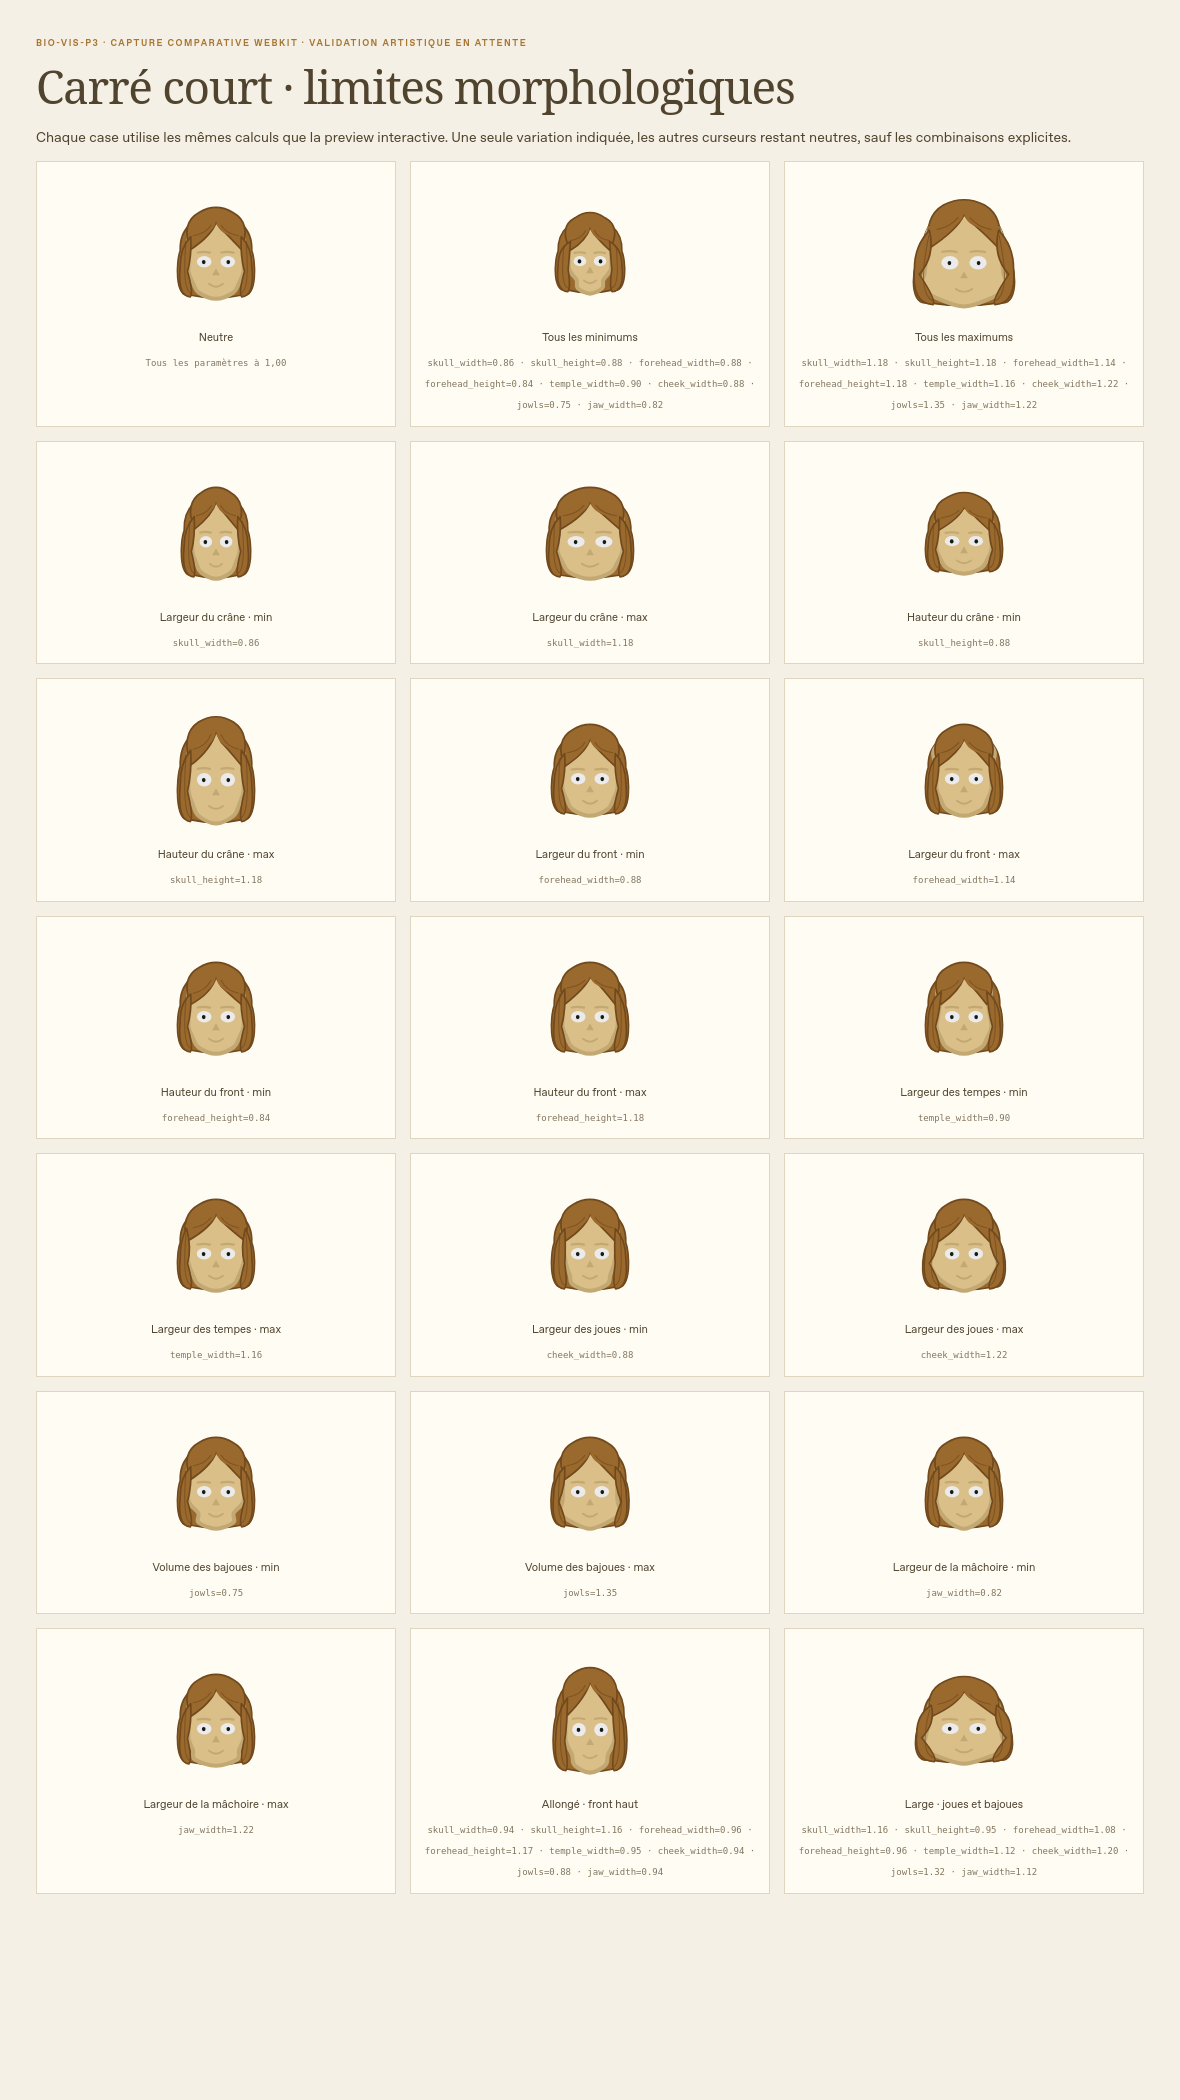 BIO-VIS-P3 · CAPTURE COMPARATIVE WEBKIT · VALIDATION ARTISTIQUE EN ATTENTE
Carré court · limites morphologiques
Chaque case utilise les mêmes calculs que la preview interactive. Une seule variation indiquée, les autres curseurs restant neutres, sauf les combinaisons explicites.
Neutre
Tous les paramètres à 1,00
Tous les minimums
skull_width=0.86 · skull_height=0.88 · forehead_width=0.88 ·
forehead_height=0.84 · temple_width=0.90 · cheek_width=0.88 ·
jowls=0.75 · jaw_width=0.82
Tous les maximums
skull_width=1.18 · skull_height=1.18 · forehead_width=1.14 ·
forehead_height=1.18 · temple_width=1.16 · cheek_width=1.22 ·
jowls=1.35 · jaw_width=1.22
Largeur du crâne · min
skull_width=0.86
Largeur du crâne · max
skull_width=1.18
Hauteur du crâne · min
skull_height=0.88
Hauteur du crâne · max
skull_height=1.18
Largeur du front · min
forehead_width=0.88
Largeur du front · max
forehead_width=1.14
Hauteur du front · min
forehead_height=0.84
Hauteur du front · max
forehead_height=1.18
Largeur des tempes · min
temple_width=0.90
Largeur des tempes · max
temple_width=1.16
Largeur des joues · min
cheek_width=0.88
Largeur des joues · max
cheek_width=1.22
Volume des bajoues · min
jowls=0.75
Volume des bajoues · max
jowls=1.35
Largeur de la mâchoire · min
jaw_width=0.82
Largeur de la mâchoire · max
jaw_width=1.22
Allongé · front haut
skull_width=0.94 · skull_height=1.16 · forehead_width=0.96 ·
forehead_height=1.17 · temple_width=0.95 · cheek_width=0.94 ·
jowls=0.88 · jaw_width=0.94
Large · joues et bajoues
skull_width=1.16 · skull_height=0.95 · forehead_width=1.08 ·
forehead_height=0.96 · temple_width=1.12 · cheek_width=1.20 ·
jowls=1.32 · jaw_width=1.12